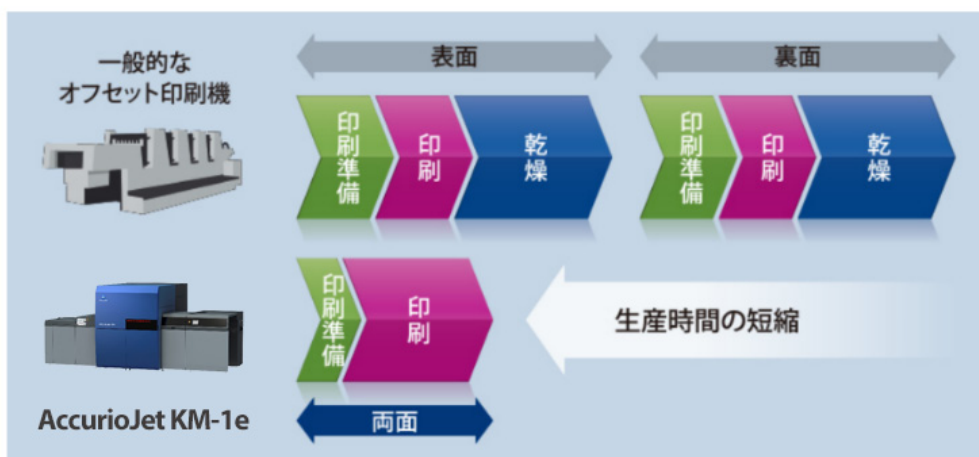 一般的な
オフセット印刷機
表面
裏面
印刷準備
印刷
乾燥
印刷準備
印刷
乾燥
印刷準備
印刷
生産時間の短縮
AccurioJet KM-1e
両面